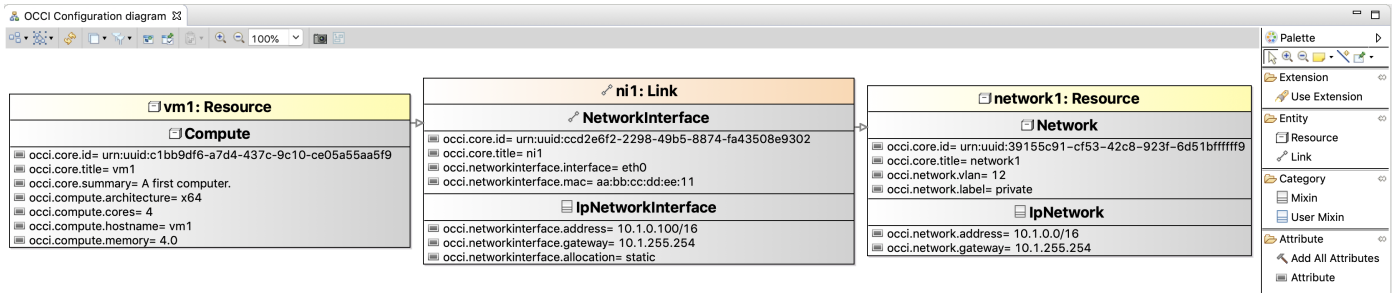 OCCI Configuration diagram
100%
vm1: Resource
Compute
occi.core.id= urn:uuid:c1bb9df6-a7d4-437c-9c10-ce05a55aa5f9
occi.core.title= vm1
occi.core.summary= A first computer.
occi.compute.architecture= x64
occi.compute.cores= 4
occi.compute.hostname= vm1
occi.compute.memory= 4.0
ni1: Link
NetworkInterface
occi.core.id= urn:uuid:ccd2e6f2-2298-49b5-8874-fa43508e9302
occi.core.title= ni1
occi.networkinterface.interface= eth0
occi.networkinterface.mac= aa:bb:cc:dd:ee:11
IpNetworkInterface
occi.networkinterface.address= 10.1.0.100/16
occi.networkinterface.gateway= 10.1.255.254
occi.networkinterface.allocation= static
network1: Resource
Network
occi.core.id= urn:uuid:39155c91-cf53-42c8-923f-6d51bffffff9
occi.core.title= network1
occi.network.vlan= 12
occi.network.label= private
IpNetwork
occi.network.address= 10.1.0.0/16
occi.network.gateway= 10.1.255.254
Palette
Extension
Use Extension
Entity
Resource
Link
Category
Mixin
User Mixin
Attribute
Add All Attributes
Attribute